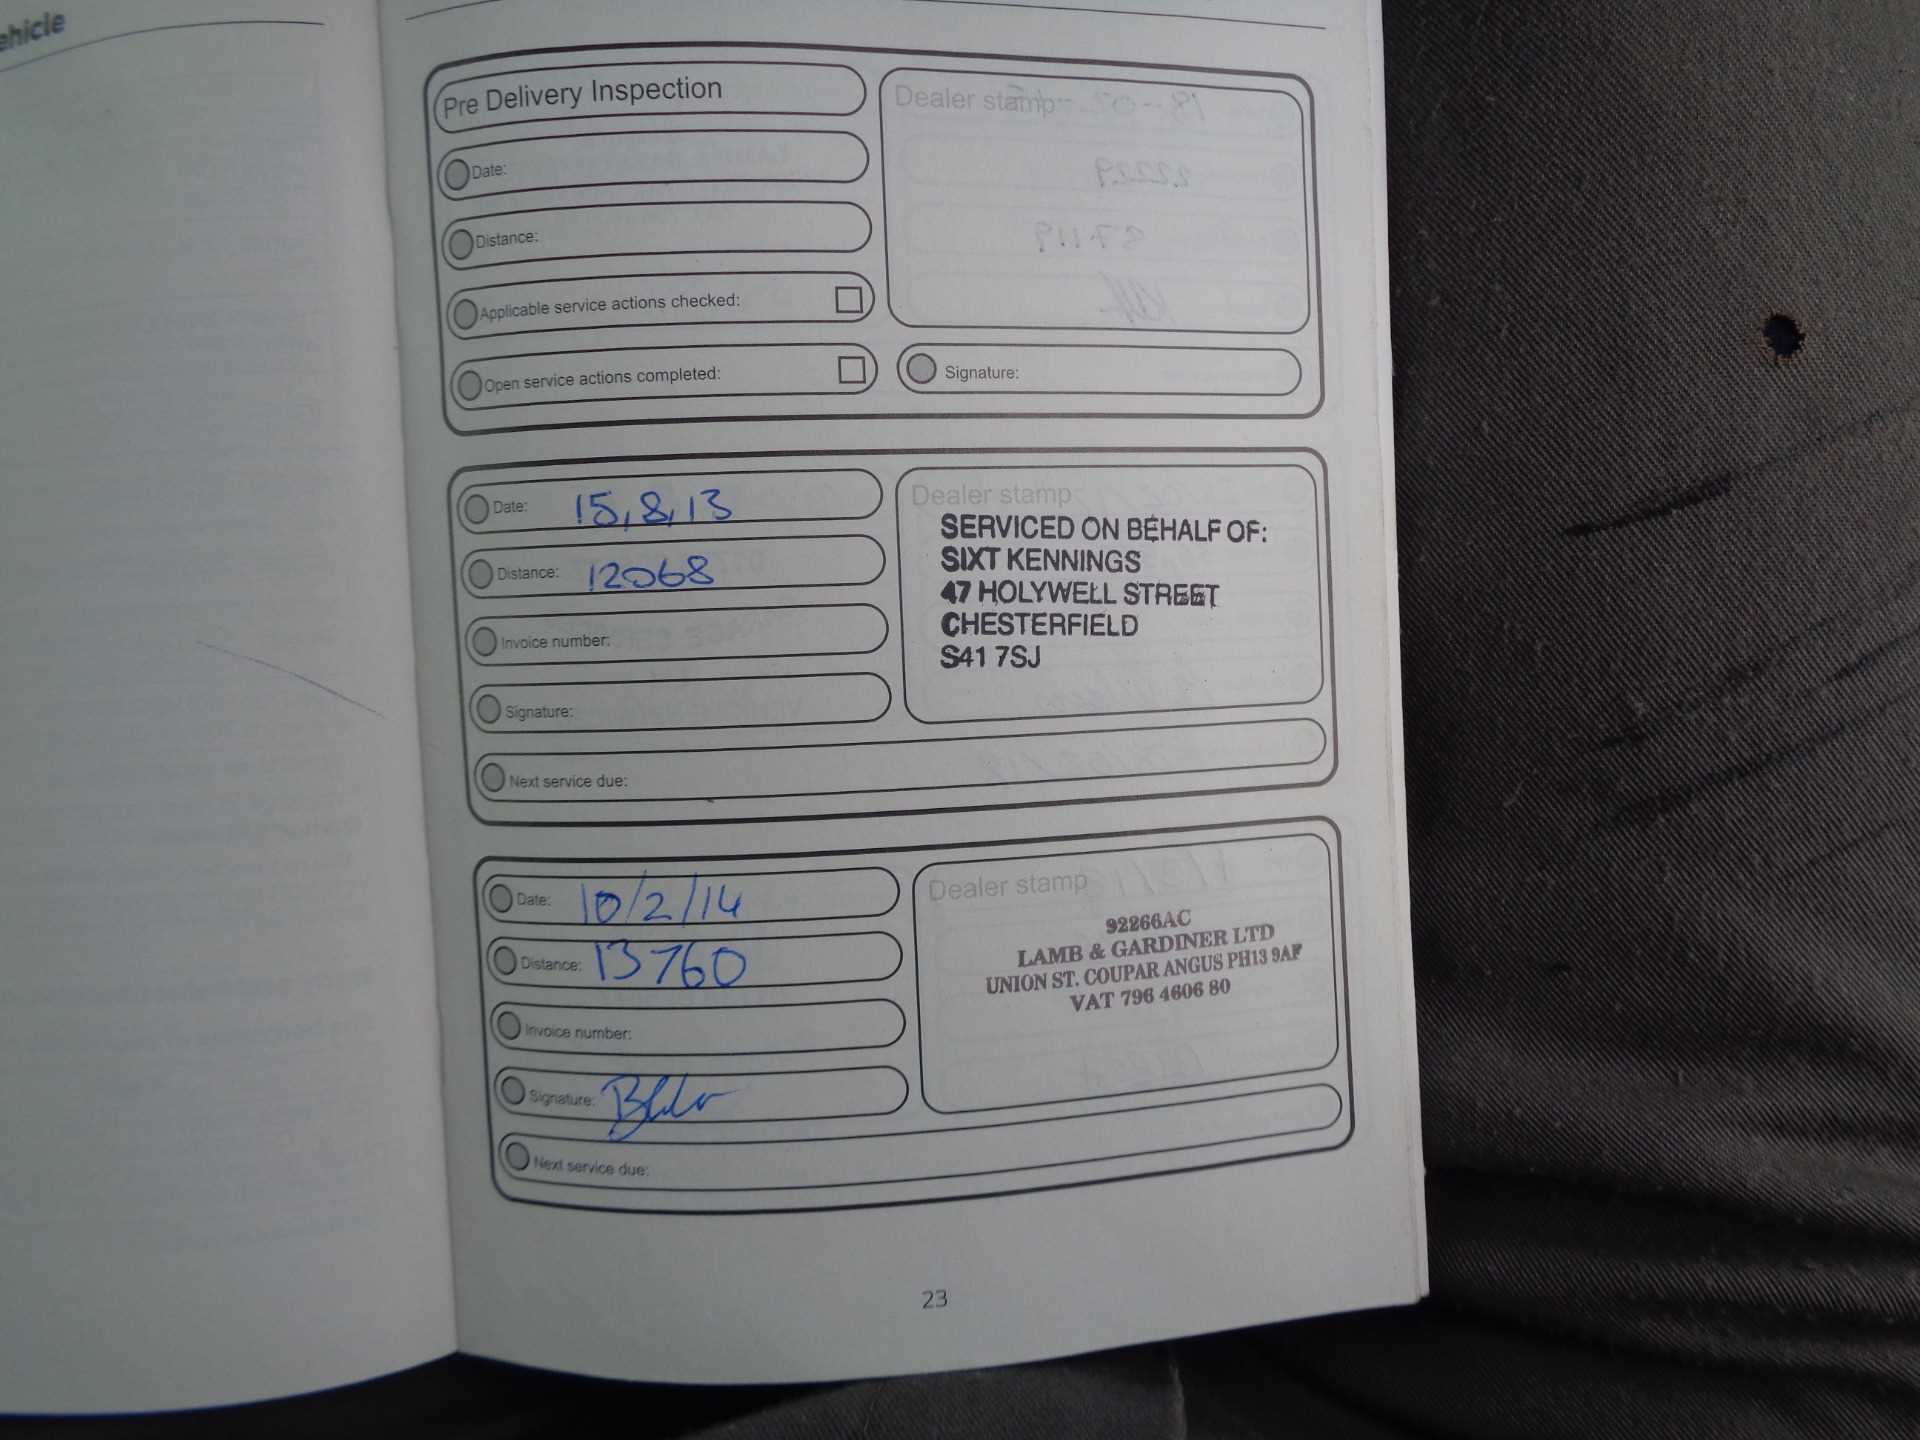 ehicle
Pre Delivery Inspection
Date:
Distance:
Applicable service actions checked:
Open service actions completed:
Dealer stamp
Signature:
Date: 15,8,13
Distance: 12068
Invoice number:
Signature:
Next service due:
Dealer stamp
SERVICED ON BEHALF OF:
SIXT KENNINGS
47 HOLYWELL STREET
CHESTERFIELD
S41 7SJ
Date: 10/2/14
Distance: 13760
Invoice number:
Signature:
Next service due:
Dealer stamp
92266AC
LAMB & GARDINER LTD
UNION ST. COUPAR ANGUS PH13 9AF
VAT 796 4606 80
23